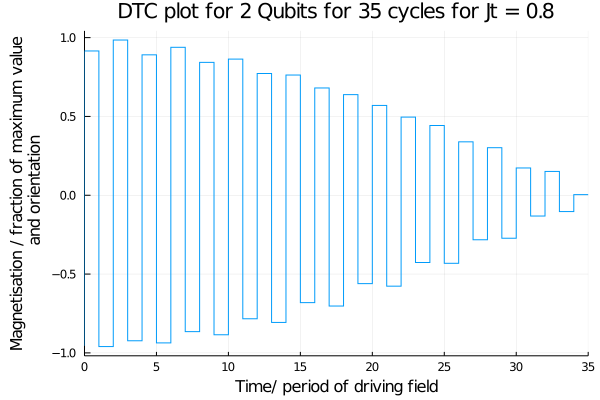 DTC plot for 2 Qubits for 35 cycles for Jt = 0.8
Magnetisation / fraction of maximum value
and orientation
1.0
0.5
0.0
−0.5
−1.0
0 5 10 15 20 25 30 35
Time/ period of driving field